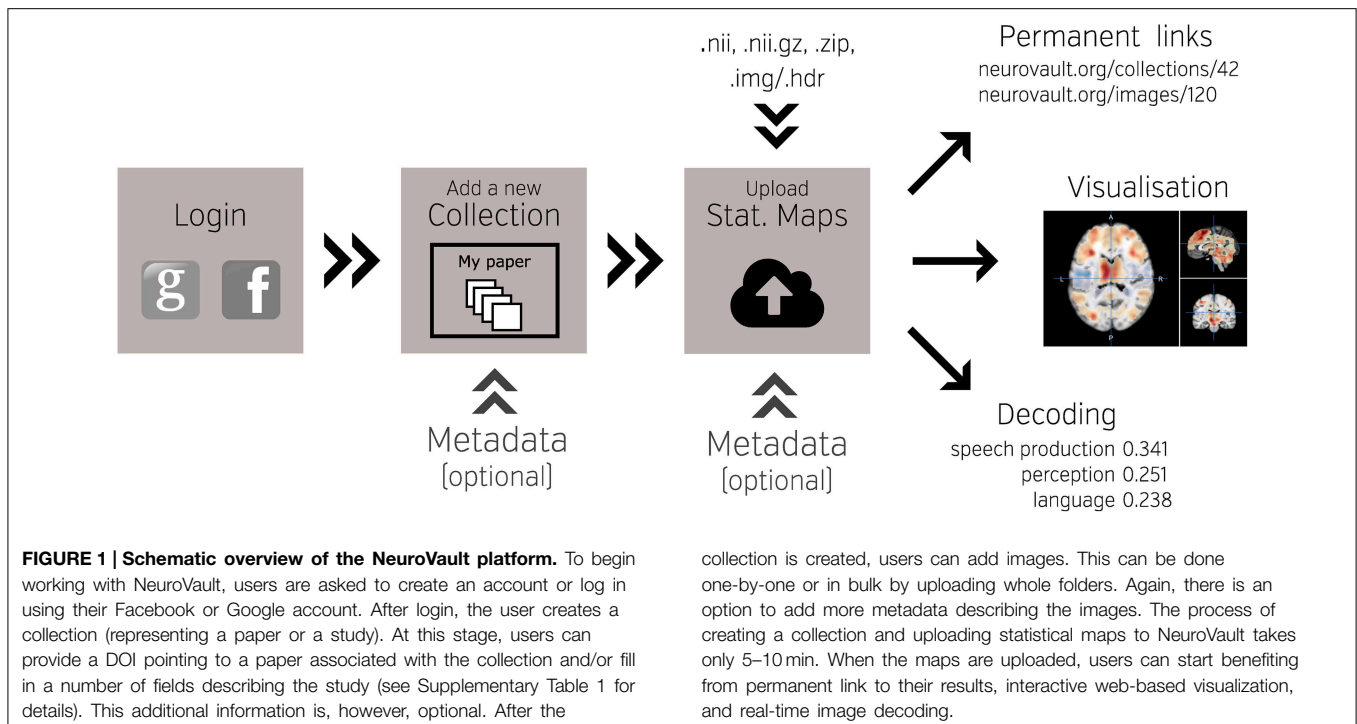 .nii, .nii.gz, .zip,
.img/.hdr
Permanent links
neurovault.org/collections/42
neurovault.org/images/120
Login
g f
Add a new
Collection
My paper
Upload
Stat. Maps
Visualisation
A
L
R
P
Metadata
(optional)
Metadata
(optional)
Decoding
speech production 0.341
perception 0.251
language 0.238
FIGURE 1 | Schematic overview of the NeuroVault platform. To begin
working with NeuroVault, users are asked to create an account or log in
using their Facebook or Google account. After login, the user creates a
collection (representing a paper or a study). At this stage, users can
provide a DOI pointing to a paper associated with the collection and/or fill
in a number of fields describing the study (see Supplementary Table 1 for
details). This additional information is, however, optional. After the
collection is created, users can add images. This can be done
one-by-one or in bulk by uploading whole folders. Again, there is an
option to add more metadata describing the images. The process of
creating a collection and uploading statistical maps to NeuroVault takes
only 5–10 min. When the maps are uploaded, users can start benefiting
from permanent link to their results, interactive web-based visualization,
and real-time image decoding.